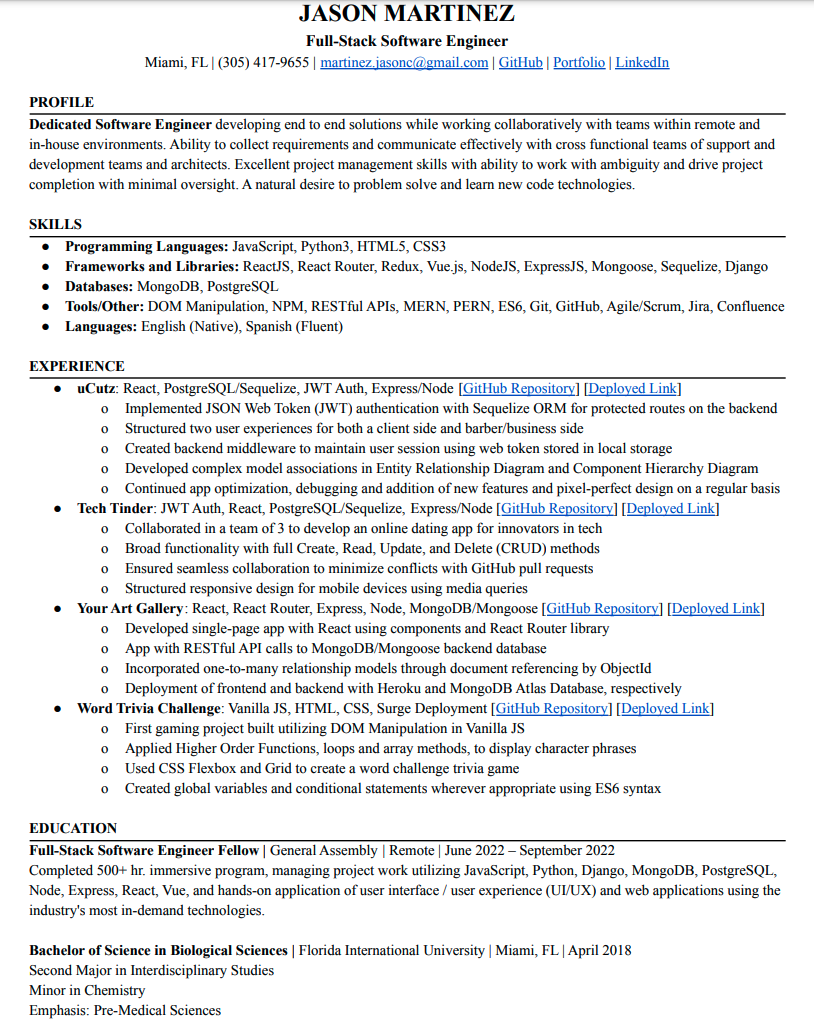 JASON MARTINEZ
Full-Stack Software Engineer
Miami, FL | (305) 417-9655 | martinez.jasonc@gmail.com | GitHub | Portfolio | LinkedIn
PROFILE
Dedicated Software Engineer developing end to end solutions while working collaboratively with teams within remote and
in-house environments. Ability to collect requirements and communicate effectively with cross functional teams of support and
development teams and architects. Excellent project management skills with ability to work with ambiguity and drive project
completion with minimal oversight. A natural desire to problem solve and learn new code technologies.
SKILLS
● Programming Languages: JavaScript, Python3, HTML5, CSS3
● Frameworks and Libraries: ReactJS, React Router, Redux, Vue.js, NodeJS, ExpressJS, Mongoose, Sequelize, Django
● Databases: MongoDB, PostgreSQL
● Tools/Other: DOM Manipulation, NPM, RESTful APIs, MERN, PERN, ES6, Git, GitHub, Agile/Scrum, Jira, Confluence
● Languages: English (Native), Spanish (Fluent)
EXPERIENCE
● uCutz: React, PostgreSQL/Sequelize, JWT Auth, Express/Node [GitHub Repository] [Deployed Link]
o Implemented JSON Web Token (JWT) authentication with Sequelize ORM for protected routes on the backend
o Structured two user experiences for both a client side and barber/business side
o Created backend middleware to maintain user session using web token stored in local storage
o Developed complex model associations in Entity Relationship Diagram and Component Hierarchy Diagram
o Continued app optimization, debugging and addition of new features and pixel-perfect design on a regular basis
● Tech Tinder: JWT Auth, React, PostgreSQL/Sequelize, Express/Node [GitHub Repository] [Deployed Link]
o Collaborated in a team of 3 to develop an online dating app for innovators in tech
o Broad functionality with full Create, Read, Update, and Delete (CRUD) methods
o Ensured seamless collaboration to minimize conflicts with GitHub pull requests
o Structured responsive design for mobile devices using media queries
● Your Art Gallery: React, React Router, Express, Node, MongoDB/Mongoose [GitHub Repository] [Deployed Link]
o Developed single-page app with React using components and React Router library
o App with RESTful API calls to MongoDB/Mongoose backend database
o Incorporated one-to-many relationship models through document referencing by ObjectId
o Deployment of frontend and backend with Heroku and MongoDB Atlas Database, respectively
● Word Trivia Challenge: Vanilla JS, HTML, CSS, Surge Deployment [GitHub Repository] [Deployed Link]
o First gaming project built utilizing DOM Manipulation in Vanilla JS
o Applied Higher Order Functions, loops and array methods, to display character phrases
o Used CSS Flexbox and Grid to create a word challenge trivia game
o Created global variables and conditional statements wherever appropriate using ES6 syntax
EDUCATION
Full-Stack Software Engineer Fellow | General Assembly | Remote | June 2022 – September 2022
Completed 500+ hr. immersive program, managing project work utilizing JavaScript, Python, Django, MongoDB, PostgreSQL,
Node, Express, React, Vue, and hands-on application of user interface / user experience (UI/UX) and web applications using the
industry's most in-demand technologies.
Bachelor of Science in Biological Sciences | Florida International University | Miami, FL | April 2018
Second Major in Interdisciplinary Studies
Minor in Chemistry
Emphasis: Pre-Medical Sciences